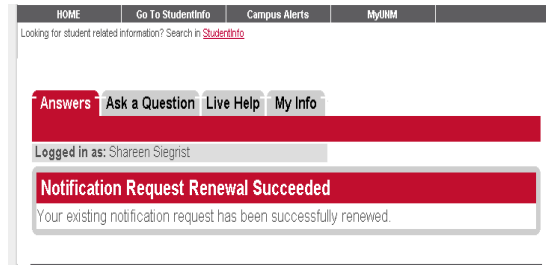 HOME Go To StudentInfo Campus Alerts MyUNM
Looking for student related information? Search in StudentInfo
Answers Ask a Question Live Help My Info
Logged in as: Shareen Siegrist
Notification Request Renewal Succeeded
Your existing notification request has been successfully renewed.